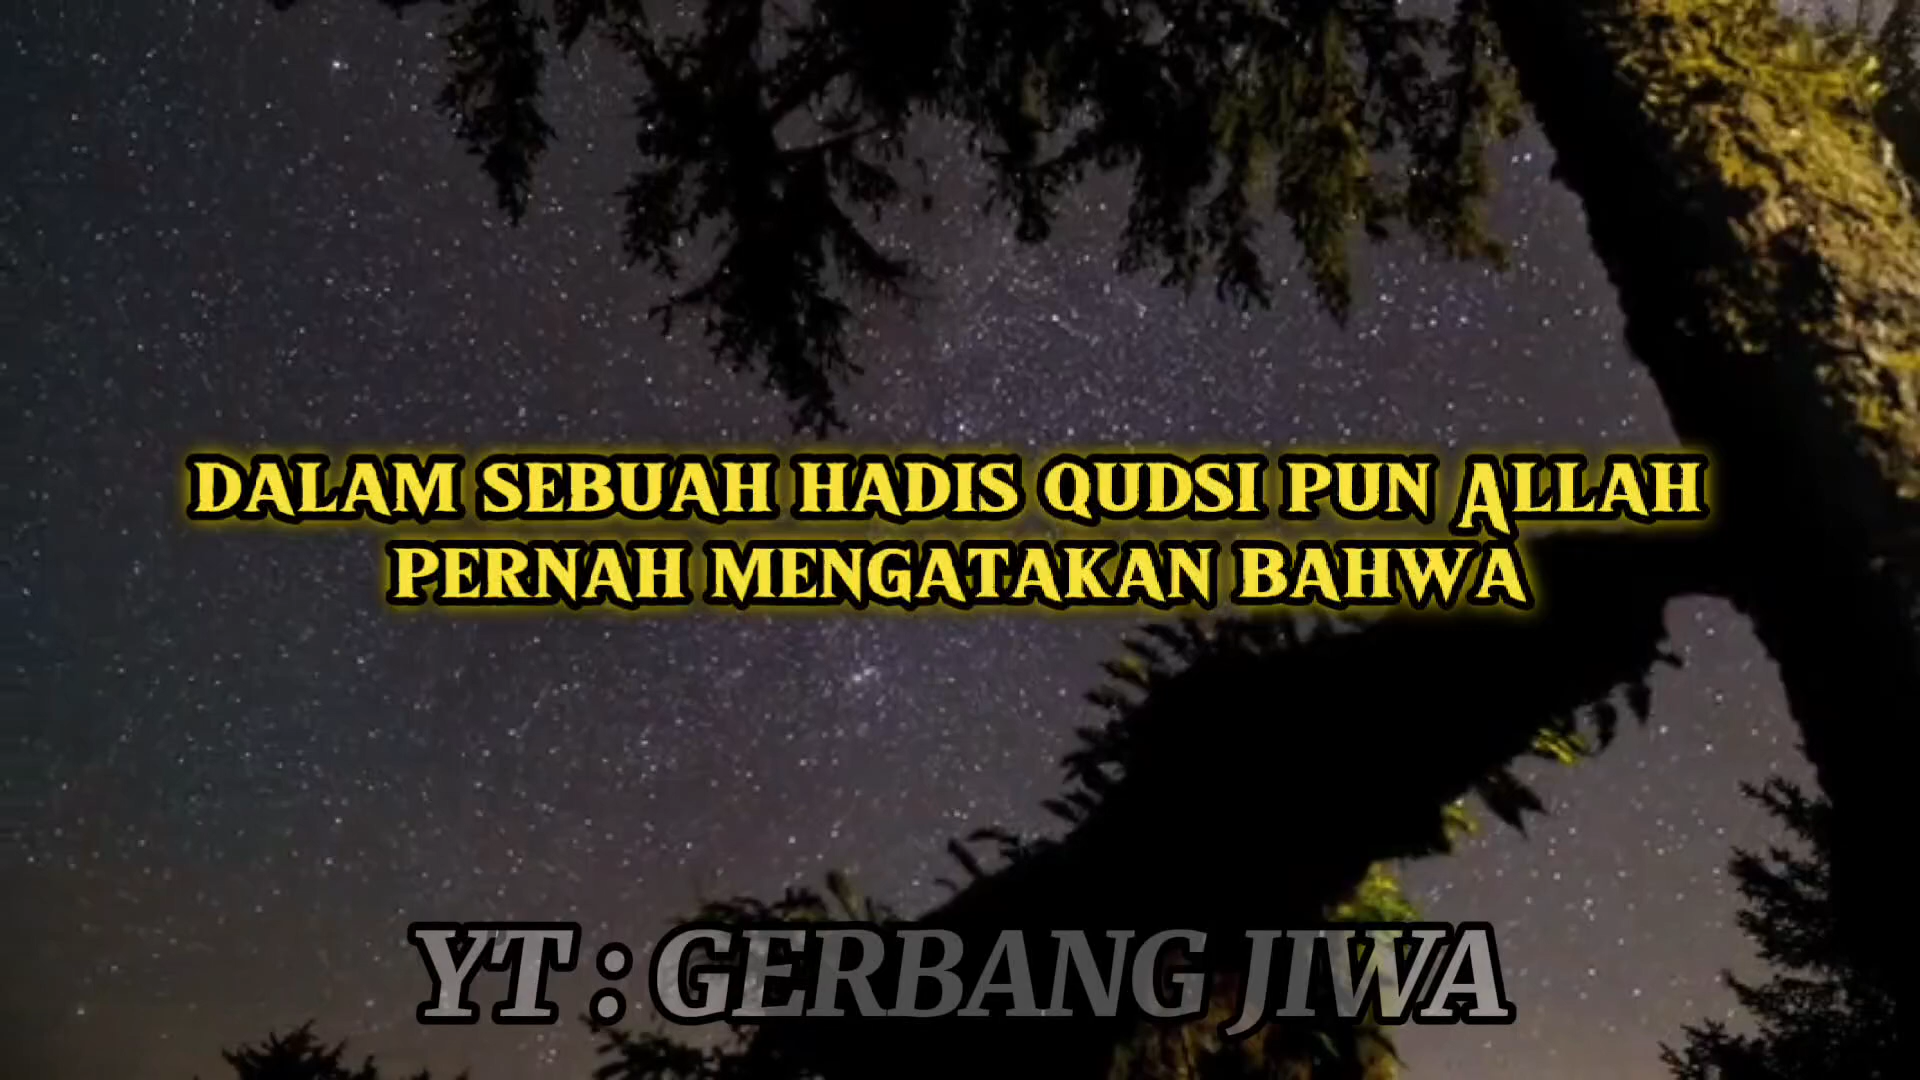 DALAM SEBUAH HADIS QUDSI PUN ALLAH
PERNAH MENGATAKAN BAHWA
YT : GERBANG JIWA